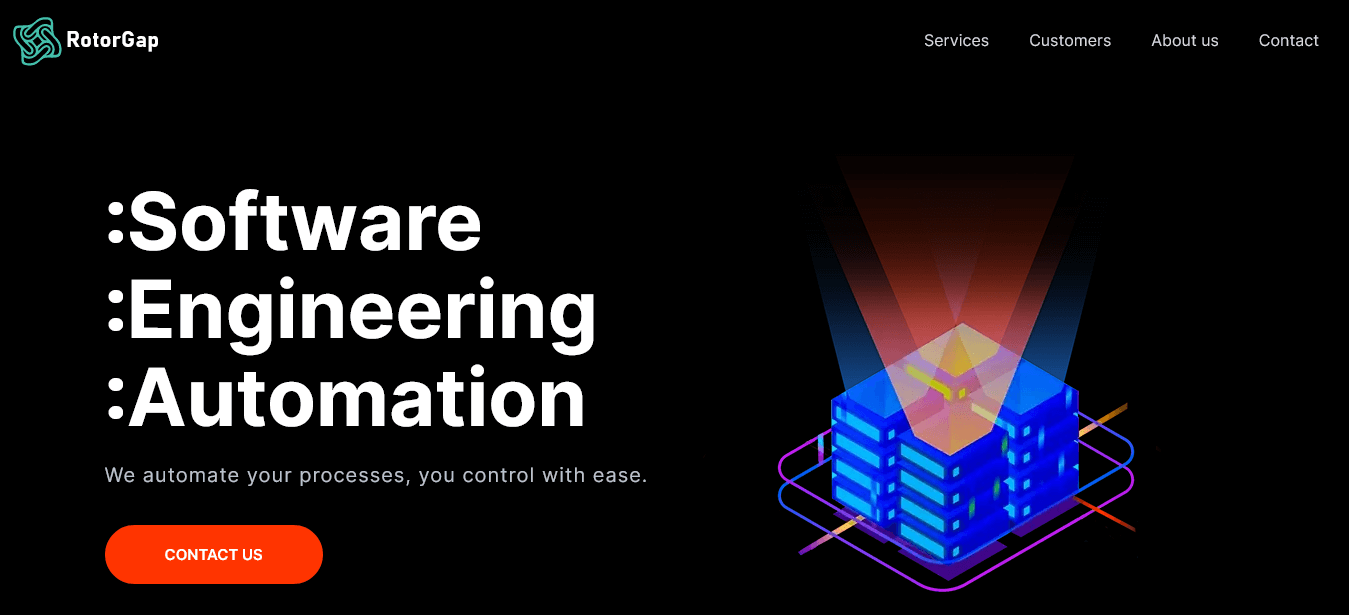 RotorGap
Services Customers About us Contact
:Software
:Engineering
:Automation
We automate your processes, you control with ease.
CONTACT US